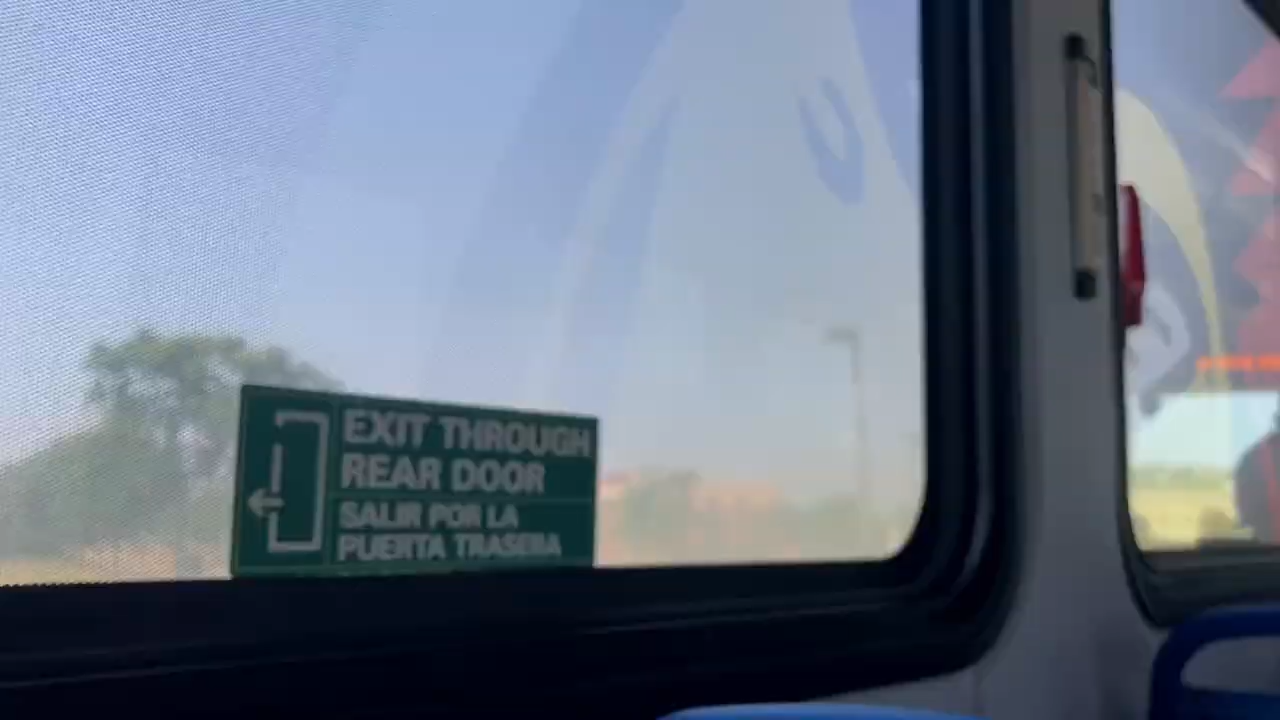 EXIT THROUGH
REAR DOOR
SALIR POR LA
PUERTA TRASERA